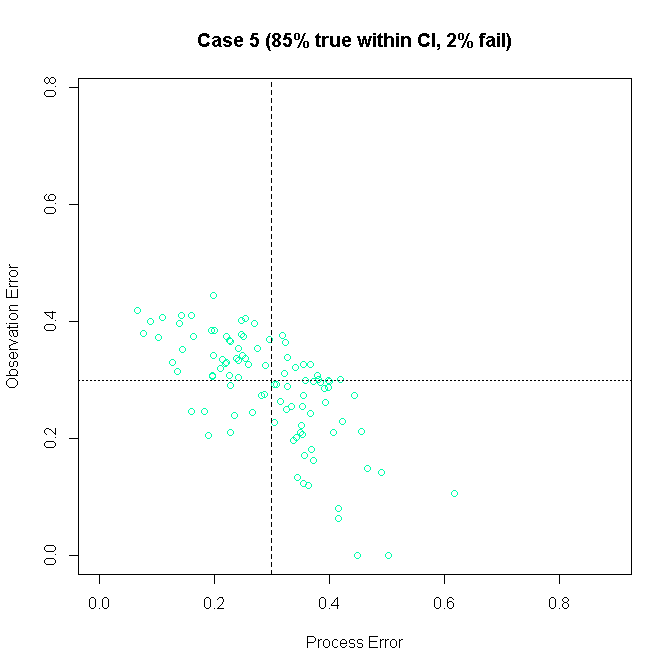 Case 5 (85% true within CI, 2% fail)
0.8
0.6
0.4
0.2
0.0
Observation Error
0.0 0.2 0.4 0.6 0.8
Process Error